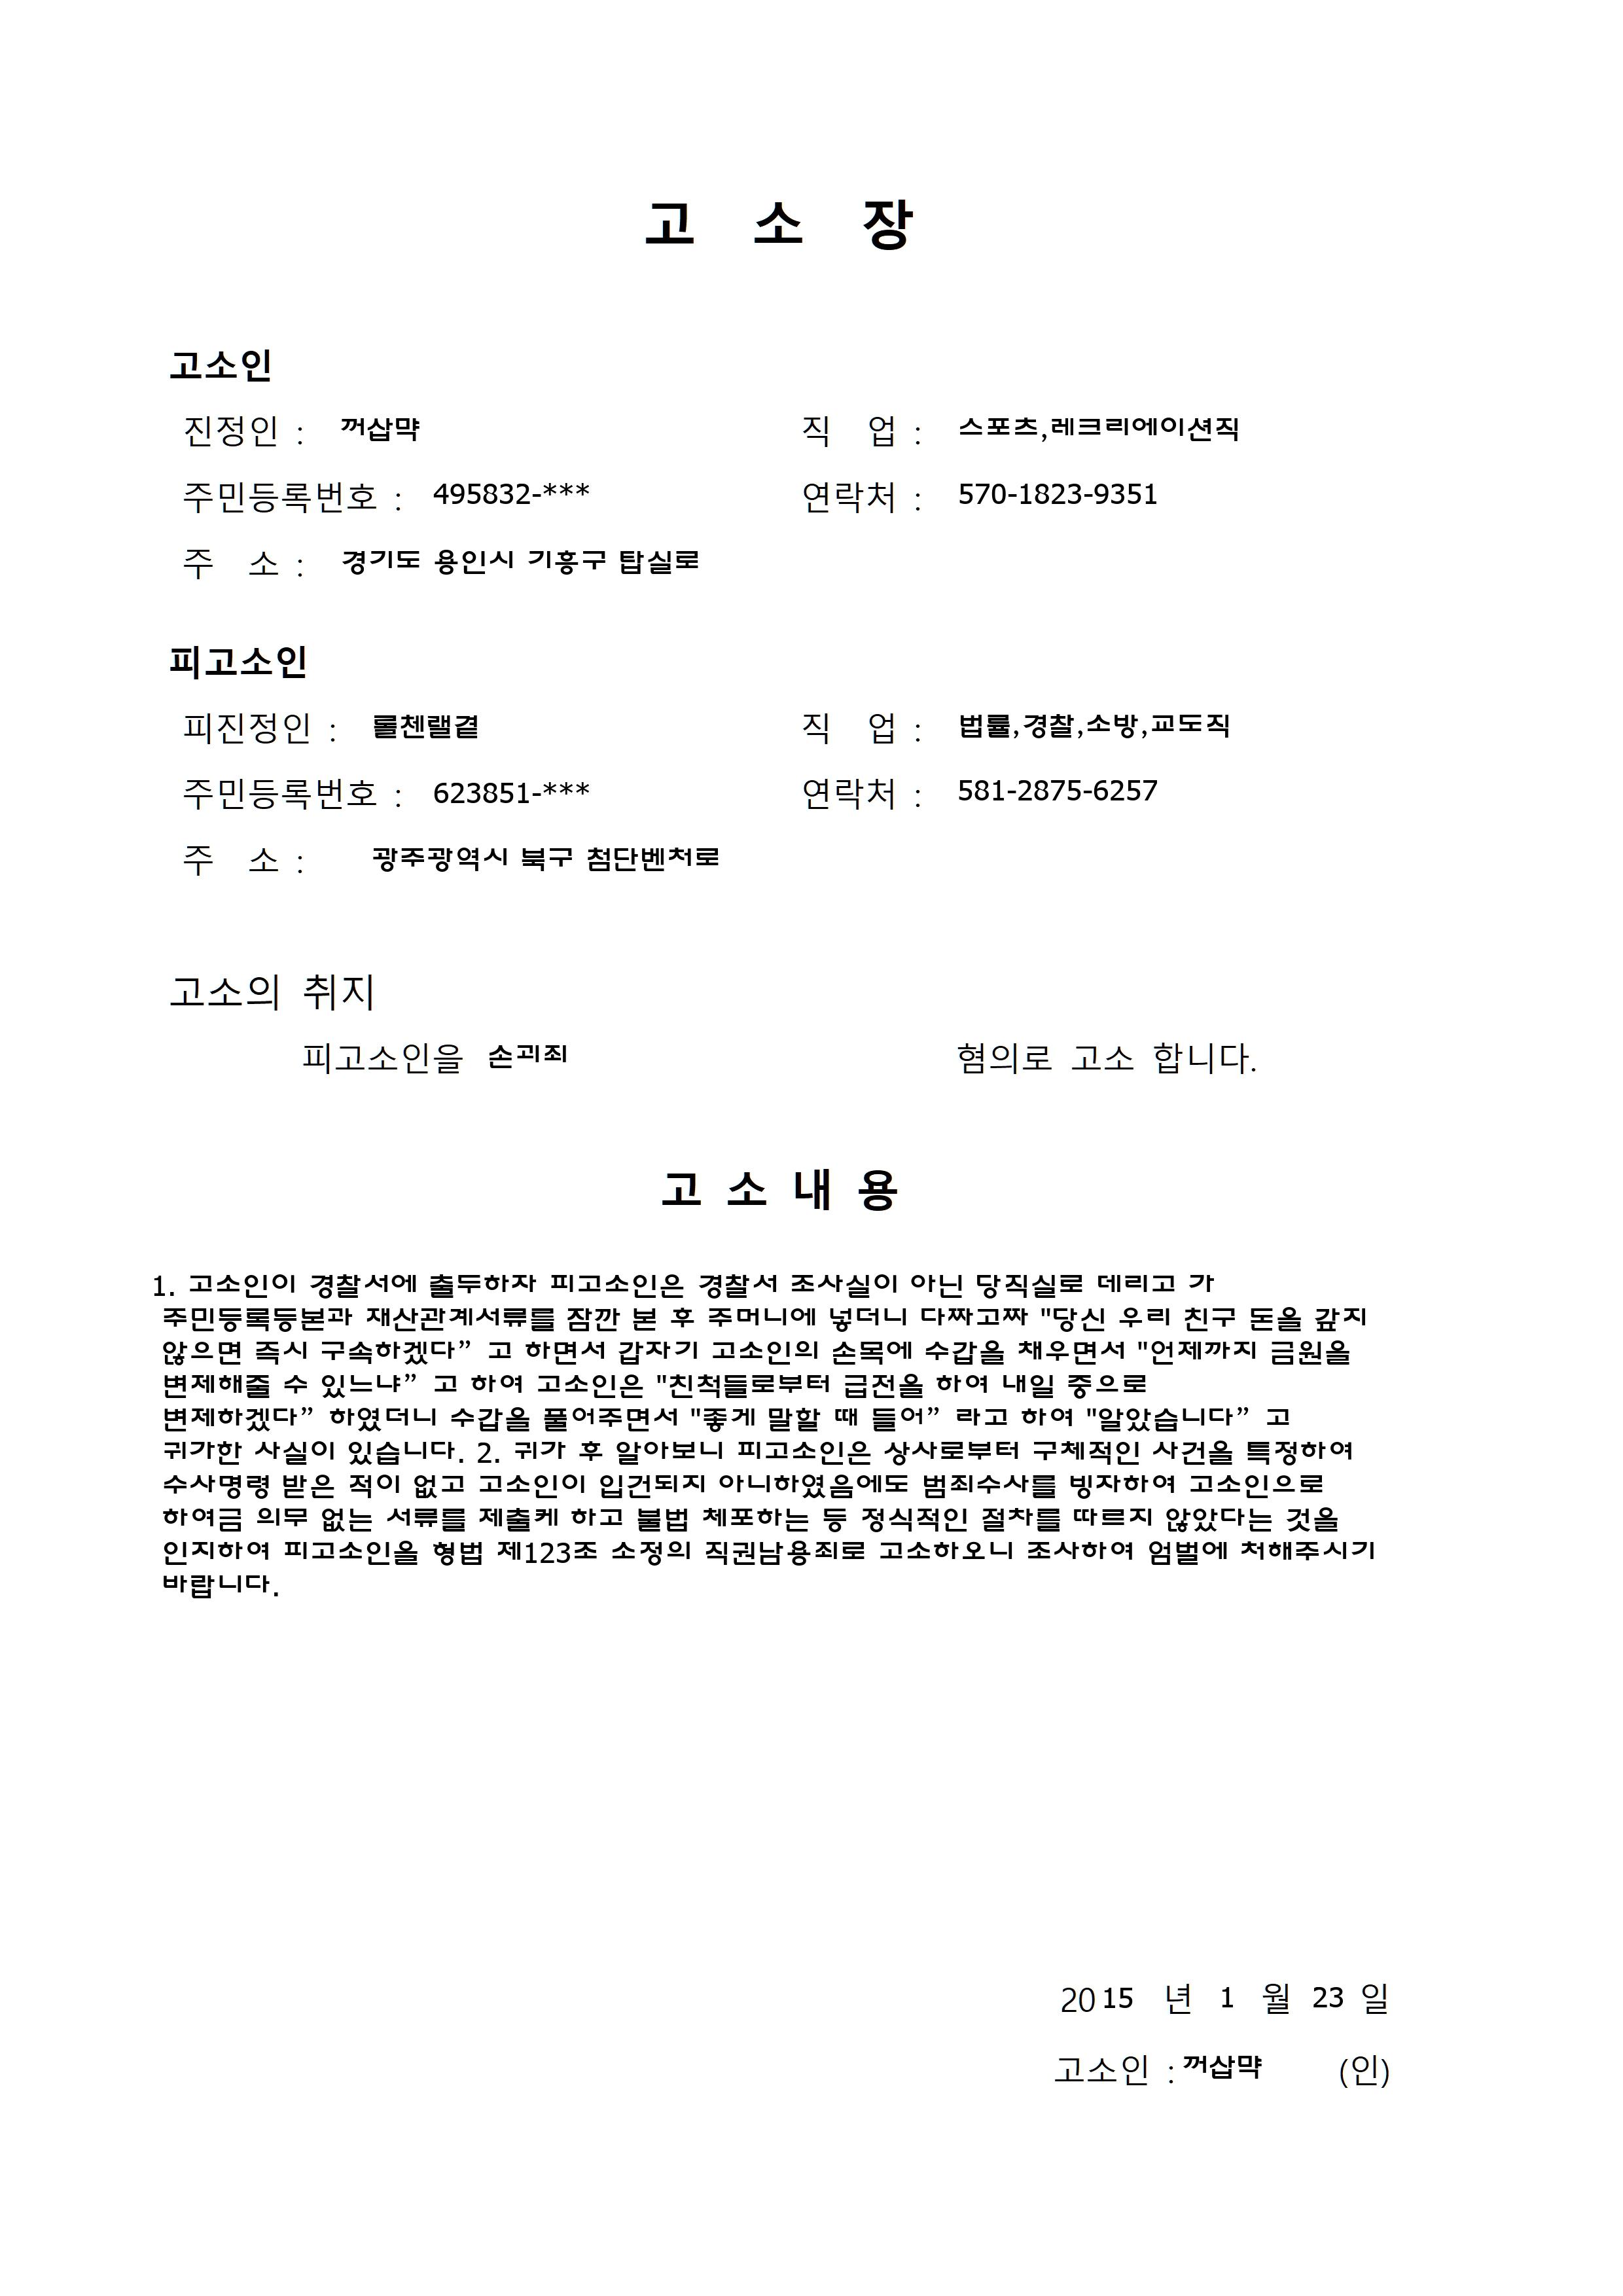 고 소 장
고소인
진정인 : 꺼삽먁 직 업 : 스포츠,레크리에이션직
주민등록번호 : 495832-*** 연락처 : 570-1823-9351
주 소 : 경기도 용인시 기흥구 탑실로
피고소인
피진정인 : 롤첸랠곁 직 업 : 법률,경찰,소방,교도직
주민등록번호 : 623851-*** 연락처 : 581-2875-6257
주 소 : 광주광역시 북구 첨단벤처로
고소의 취지
피고소인을 손괴죄 혐의로 고소 합니다.
고 소 내 용
1. 고소인이 경찰서에 출두하자 피고소인은 경찰서 조사실이 아닌 당직실로 데리고 가
주민등록등본과 재산관계서류를 잠깐 본 후 주머니에 넣더니 다짜고짜 "당신 우리 친구 돈을 갚지
않으면 즉시 구속하겠다” 고 하면서 갑자기 고소인의 손목에 수갑을 채우면서 "언제까지 금원을
변제해줄 수 있느냐” 고 하여 고소인은 "친척들로부터 급전을 하여 내일 중으로
변제하겠다” 하였더니 수갑을 풀어주면서 "좋게 말할 때 들어” 라고 하여 "알았습니다” 고
귀가한 사실이 있습니다. 2. 귀가 후 알아보니 피고소인은 상사로부터 구체적인 사건을 특정하여
수사명령 받은 적이 없고 고소인이 입건되지 아니하였음에도 범죄수사를 빙자하여 고소인으로
하여금 의무 없는 서류를 제출케 하고 불법 체포하는 등 정식적인 절차를 따르지 않았다는 것을
인지하여 피고소인을 형법 제123조 소정의 직권남용죄로 고소하오니 조사하여 엄벌에 처해주시기
바랍니다.
2015 년 1 월 23 일
고소인 : 꺼삽먁 (인)